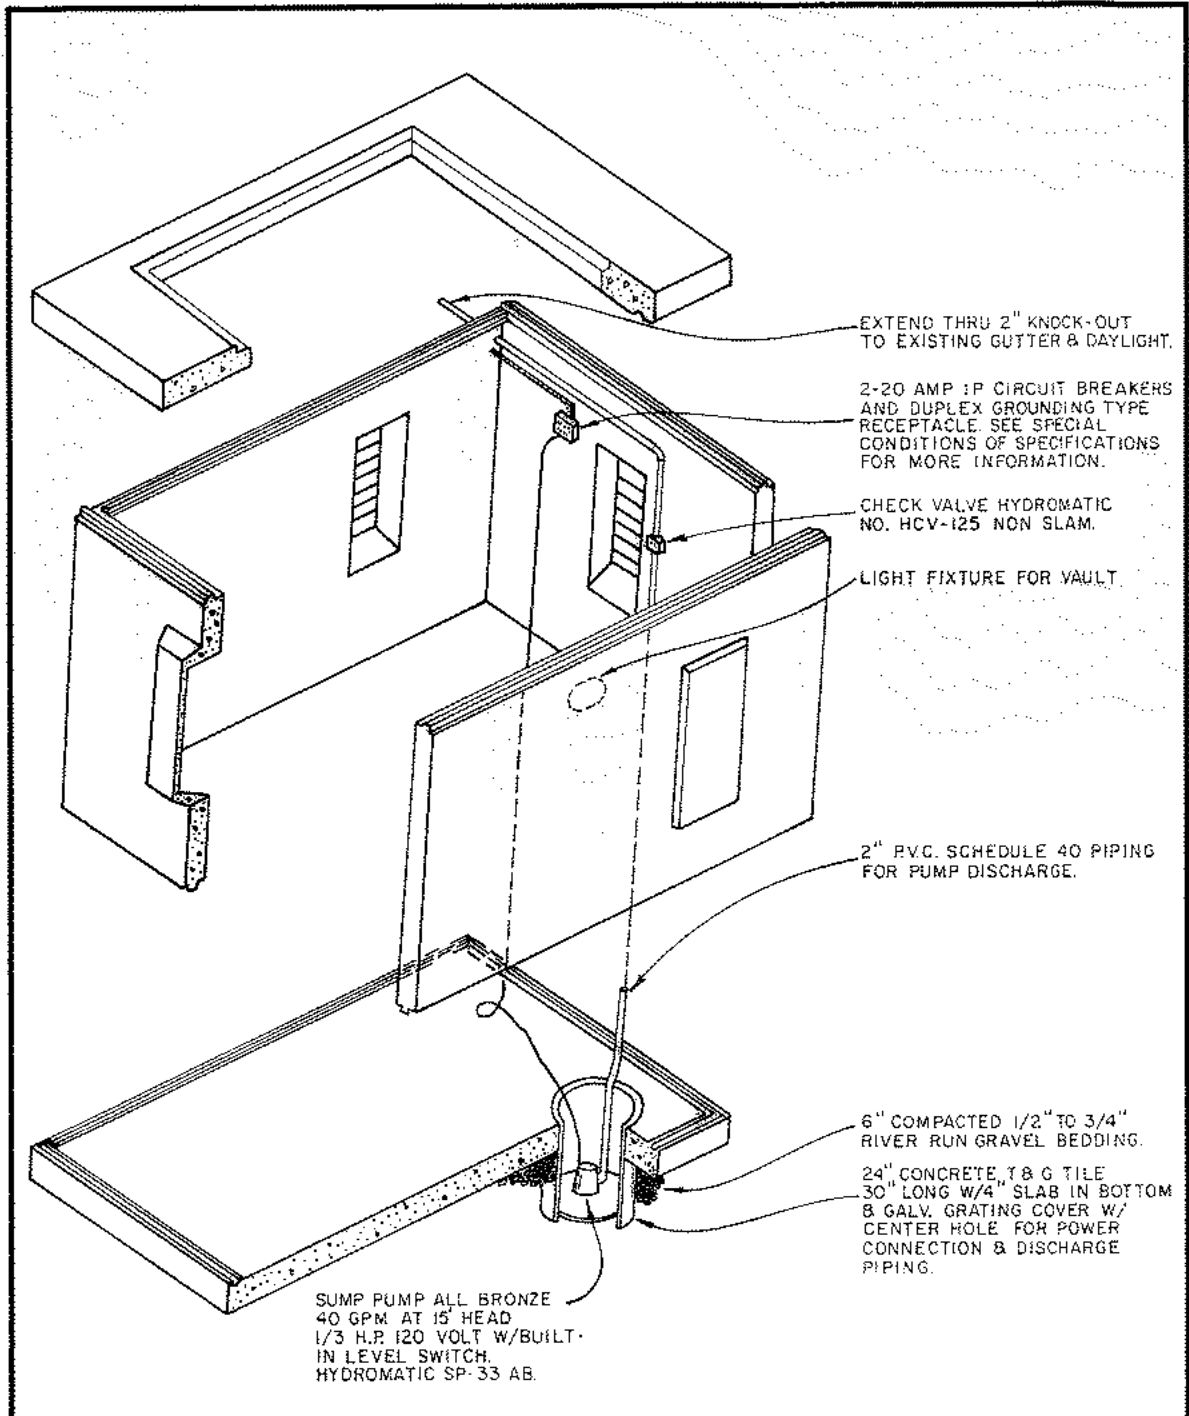 EXTEND THRU 2" KNOCK-OUT
TO EXISTING GUTTER & DAYLIGHT.
2-20 AMP 1P CIRCUIT BREAKERS
AND DUPLEX GROUNDING TYPE
RECEPTACLE. SEE SPECIAL
CONDITIONS OF SPECIFICATIONS
FOR MORE INFORMATION.
CHECK VALVE HYDROMATIC
NO. HCV-125 NON SLAM.
LIGHT FIXTURE FOR VAULT
2" P.V.C. SCHEDULE 40 PIPING
FOR PUMP DISCHARGE.
6" COMPACTED 1/2" TO 3/4"
RIVER RUN GRAVEL BEDDING.
24" CONCRETE, T & G TILE
30" LONG W/4" SLAB IN BOTTOM
& GALV. GRATING COVER W/
CENTER HOLE FOR POWER
CONNECTION & DISCHARGE
PIPING.
SUMP PUMP ALL BRONZE
40 GPM AT 15' HEAD
1/3 H.P. 120 VOLT W/BUILT-
IN LEVEL SWITCH.
HYDROMATIC SP-33 AB.